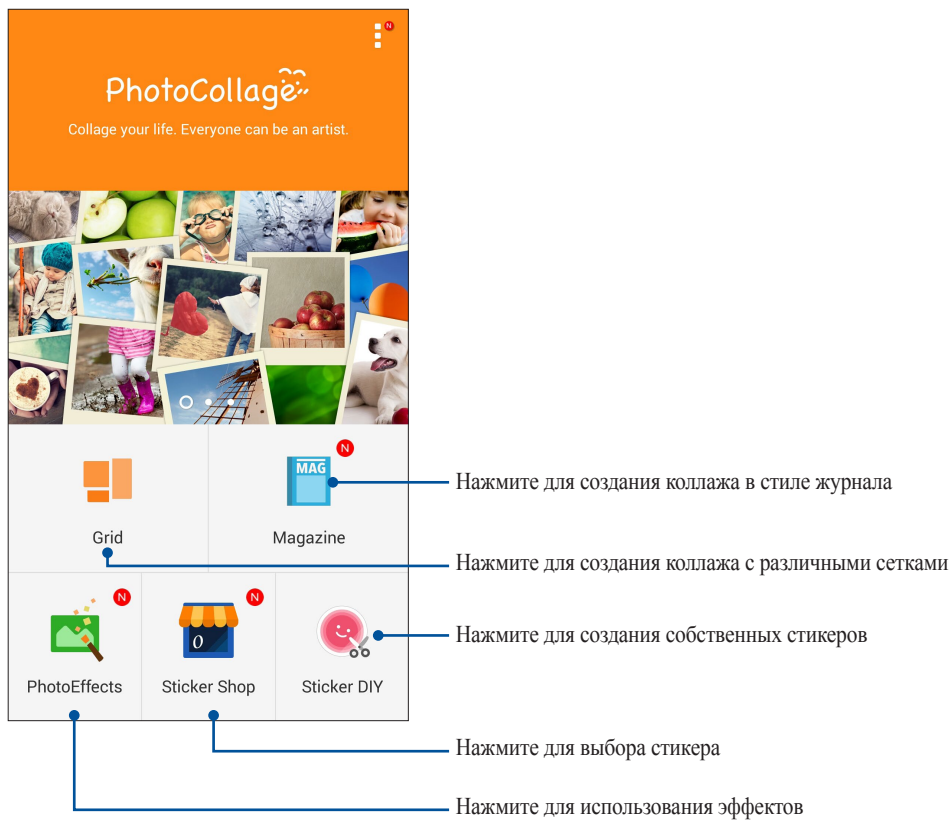 N
PhotoCollage
Collage your life. Everyone can be an artist.
N
MAG
Нажмите для создания коллажа в стиле журнала
Grid
Magazine
Нажмите для создания коллажа с различными сетками
N
N
0
Нажмите для создания собственных стикеров
PhotoEffects
Sticker Shop
Sticker DIY
Нажмите для выбора стикера
Нажмите для использования эффектов